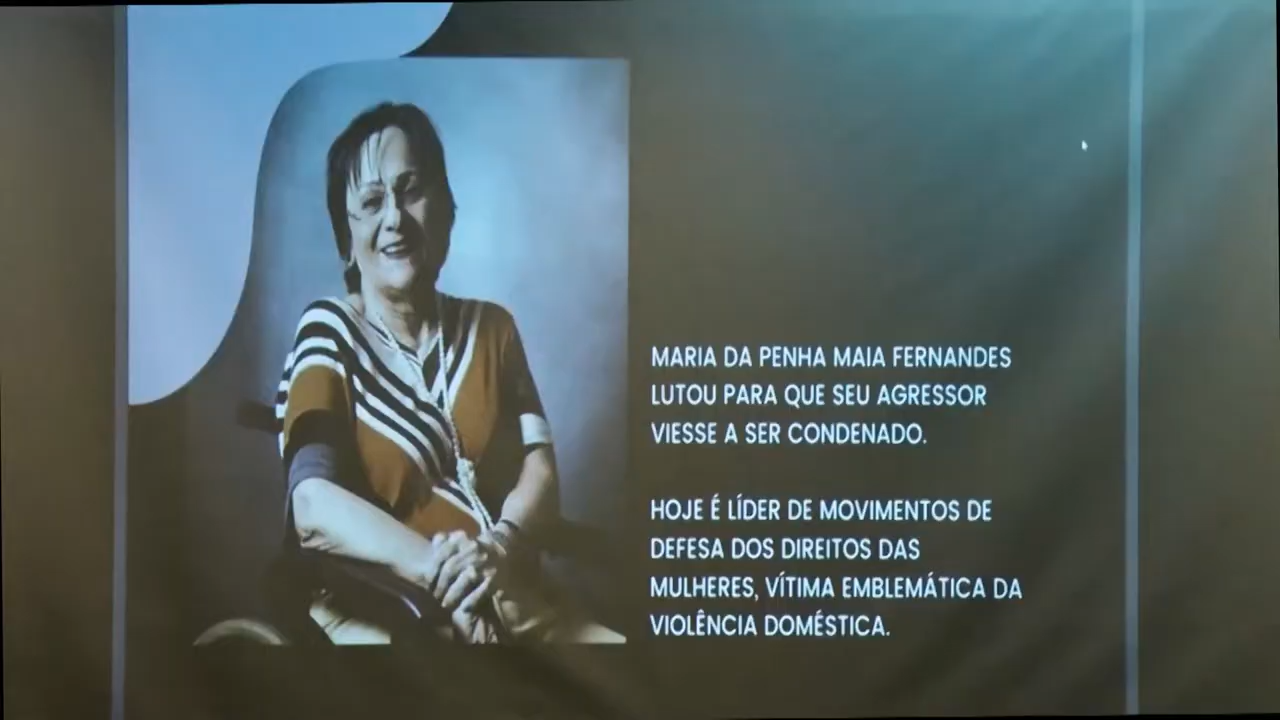 MARIA DA PENHA MAIA FERNANDES
LUTOU PARA QUE SEU AGRESSOR
VIESSE A SER CONDENADO.
HOJE É LÍDER DE MOVIMENTOS DE
DEFESA DOS DIREITOS DAS
MULHERES, VÍTIMA EMBLEMÁTICA DA
VIOLÊNCIA DOMÉSTICA.